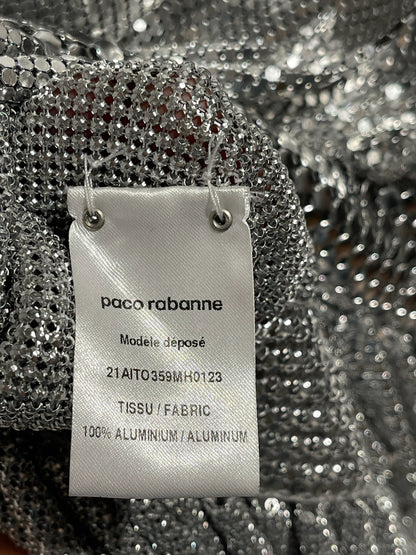 paco rabanne
Modele déposé
21AITO359MH0123
TISSU / FABRIC
100% ALUMINIUM / ALUMINUM